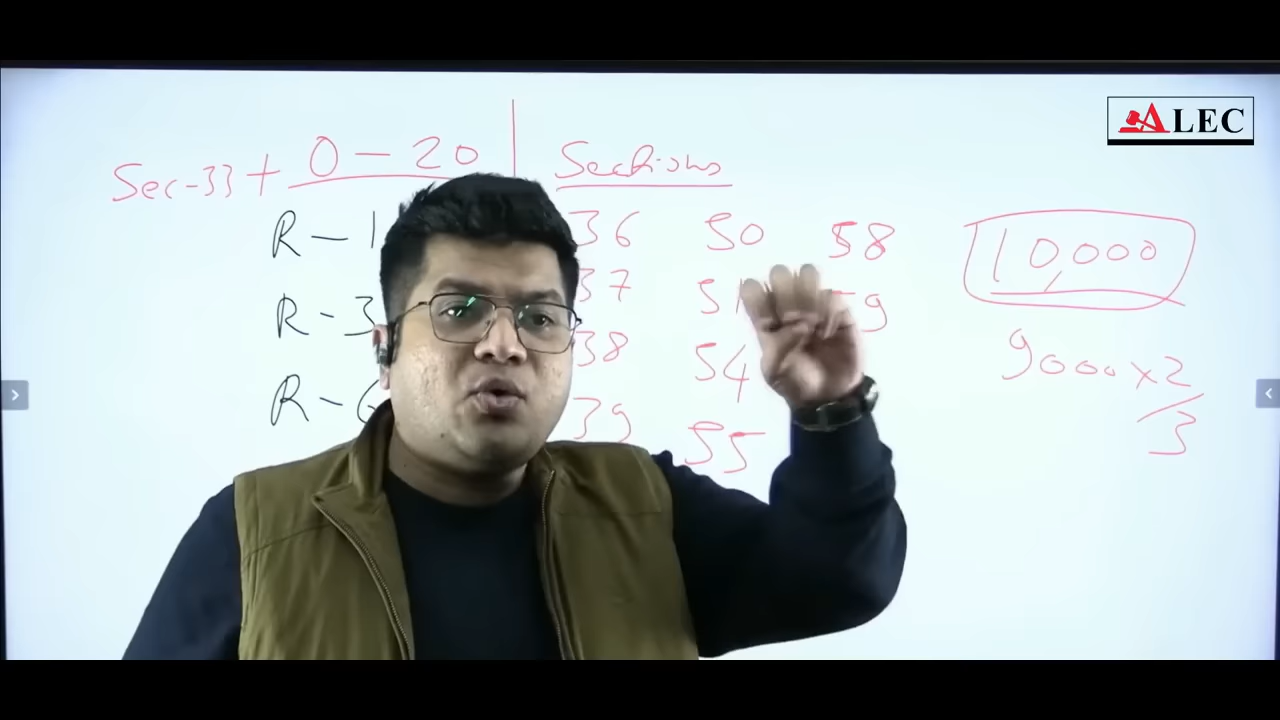 ALEC
Sec-33 + 0 - 20 Sections
R - 1 36 50 58 10,000
R - 3 37 59
38 54 9000 x 2/3
R - 39 55